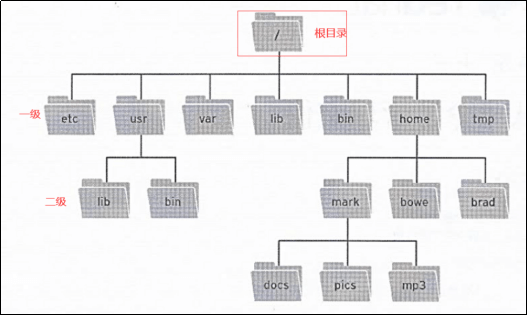 / 根目录
一级 etc usr var lib bin home tmp
二级 lib bin mark bowe brad
docs pics mp3